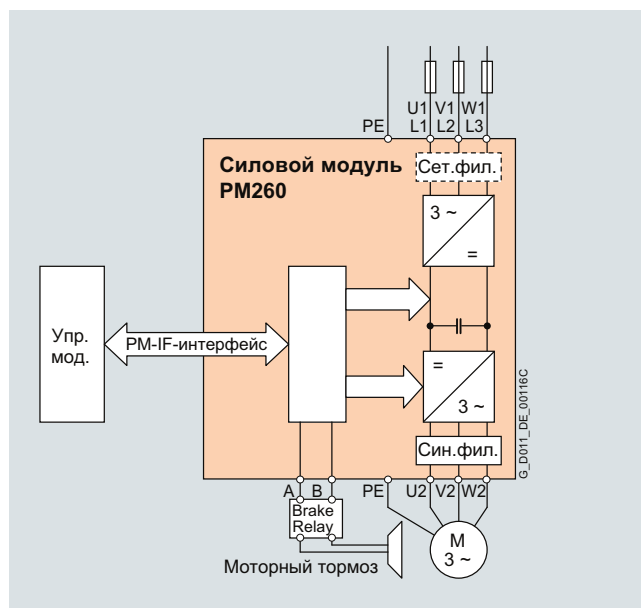 U1 V1 W1
PE L1 L2 L3
Силовой модуль
PM260
Сет.фил.
3 ~
=
Упр.
мод.
PM-IF-интерфейс
=
3 ~
Син.фил.
A B PE U2 V2 W2
Brake
Relay
M
3 ~
Моторный тормоз
G_D011_DE_00116C